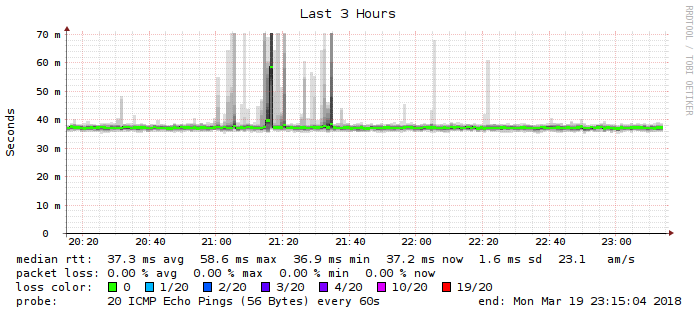 Last 3 Hours
RRDTOOL / TOBI OETIKER
Seconds
70 m
60 m
50 m
40 m
30 m
20 m
10 m
0
20:20 20:40 21:00 21:20 21:40 22:00 22:20 22:40 23:00
median rtt: 37.3 ms avg 58.6 ms max 36.9 ms min 37.2 ms now 1.6 ms sd 23.1 am/s
packet loss: 0.00 % avg 0.00 % max 0.00 % min 0.00 % now
loss color: 0 1/20 2/20 3/20 4/20 10/20 19/20
probe: 20 ICMP Echo Pings (56 Bytes) every 60s end: Mon Mar 19 23:15:04 2018